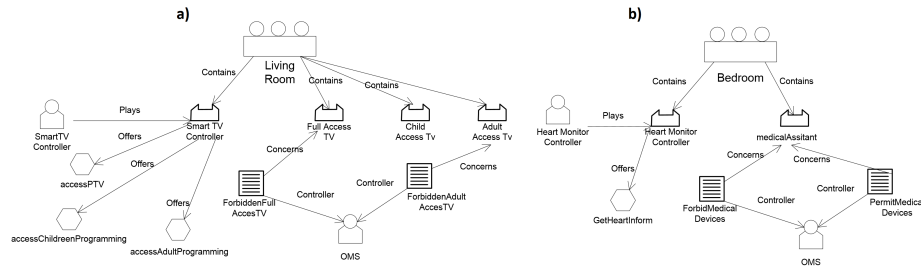 a)
Living
Room
Contains
Contains
Contains
Contains
Plays
SmartTV
Controller
Smart TV
Controller
Full Access
TV
Child
Access Tv
Adult
Access Tv
Offers
accessPTV
Offers
Concerns
Concerns
ForbiddenFull
AccesTV
Controller
Controller
ForbiddenAdult
AccesTV
Offers
accessChildreenProgramming
accessAdultProgramming
OMS
b)
Bedroom
Contains
Contains
Plays
Heart Monitor
Controller
Heart Monitor
Controller
medicalAssitant
Concerns
Concerns
Offers
GetHeartInform
ForbidMedical
Devices
Controller
Controller
PermitMedical
Devices
OMS